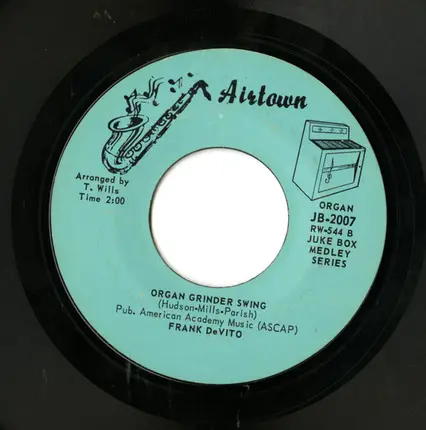 Airtown
Arranged by
T. Wills
Time 2:00
ORGAN
JB-2007
RW-544 B
JUKE BOX
MEDLEY
SERIES
ORGAN GRINDER SWING
(Hudson-Mills-Parish)
Pub. American Academy Music (ASCAP)
FRANK DeVITO